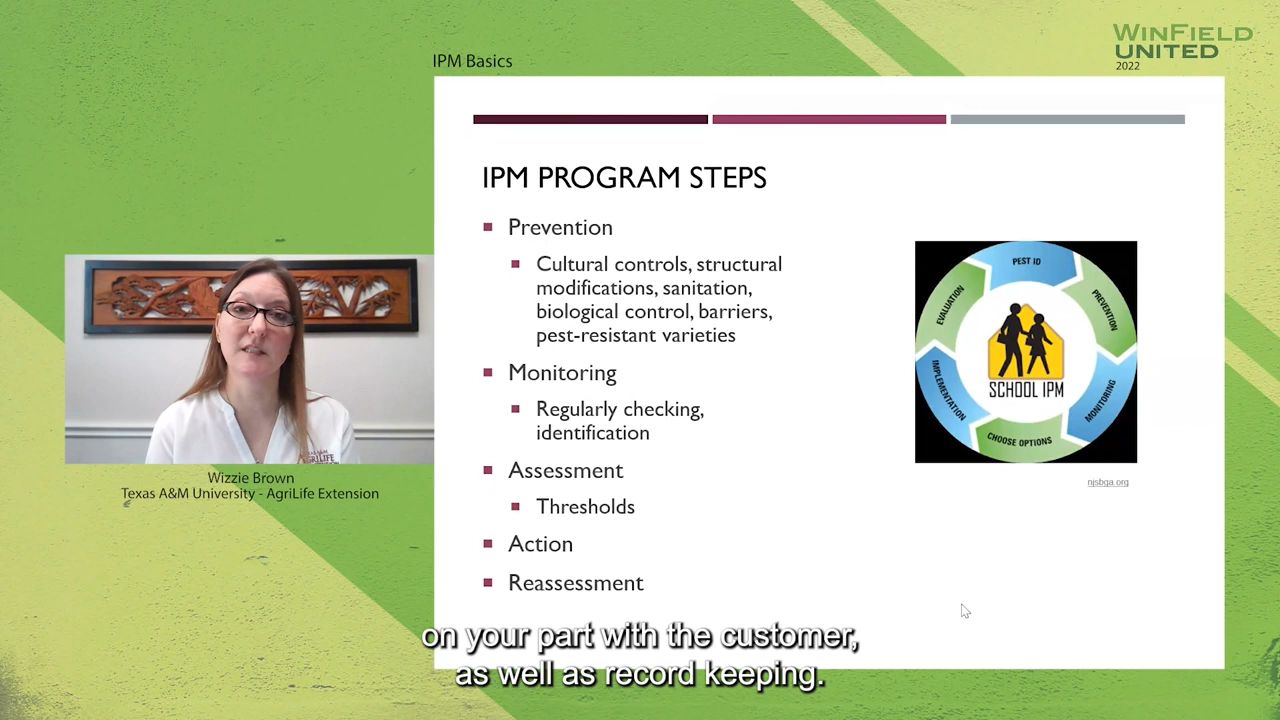 WINFIELD
UNITED
2022
IPM Basics
IPM PROGRAM STEPS
Prevention
Cultural controls, structural
modifications, sanitation,
biological control, barriers,
pest-resistant varieties
Monitoring
Regularly checking,
identification
Assessment
Thresholds
Action
Reassessment
PEST ID
PREVENTION
MONITORING
CHOOSE OPTIONS
IMPLEMENTATION
EVALUATION
SCHOOL IPM
njsbga.org
AGRILIFE
Wizzie Brown
Texas A&M University - AgriLife Extension
on your part with the customer,
as well as record keeping.